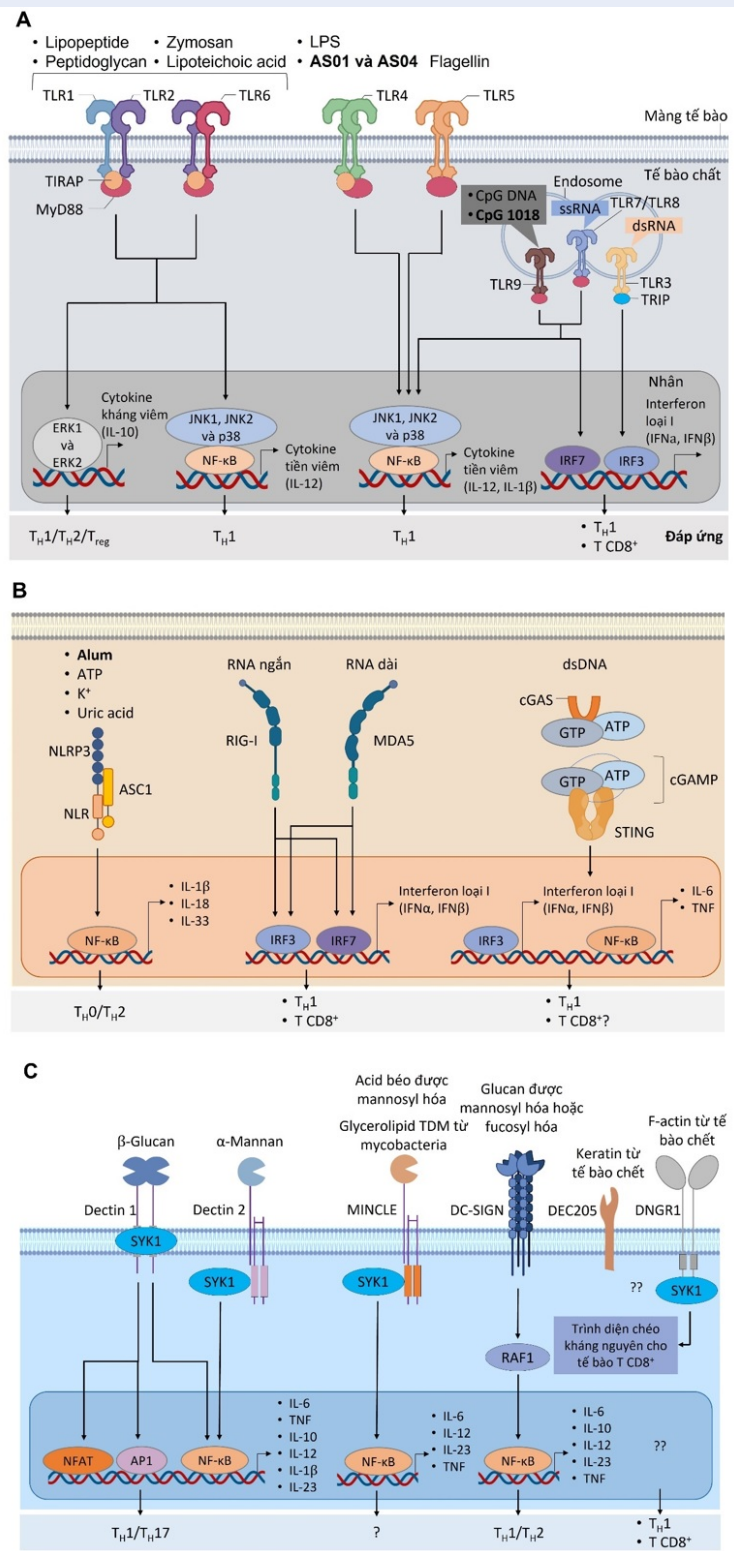 A
• Lipopeptide
• Peptidoglycan
• Zymosan
• Lipoteichoic acid
• LPS
• AS01 và AS04
Flagellin
TLR1
TLR2
TLR6
TLR4
TLR5
Màng tế bào
Tế bào chất
TIRAP
MyD88
• CpG DNA
• CpG 1018
Endosome
ssRNA
TLR7/TLR8
dsRNA
TLR9
TLR3
TRIP
Nhân
ERK1
và
ERK2
Cytokine
kháng viêm
(IL-10)
JNK1, JNK2
và p38
NF-κB
Cytokine
tiền viêm
(IL-12)
JNK1, JNK2
và p38
NF-κB
Cytokine
tiền viêm
(IL-12, IL-1β)
IRF7
IRF3
Interferon
loại I
(IFNa, IFNβ)
TH1/TH2/Treg
TH1
TH1
• TH1
• T CD8+
Đáp ứng
B
• Alum
• ATP
• K+
• Uric acid
NLRP3
ASC1
NLR
RNA ngắn
RNA dài
RIG-I
MDA5
dsDNA
cGAS
GTP
ATP
GTP
ATP
cGAMP
STING
NF-κB
• IL-1β
• IL-18
• IL-33
IRF3
IRF7
Interferon loại I
(IFNα, IFNβ)
IRF3
Interferon loại I
(IFNα, IFNβ)
NF-κB
• IL-6
• TNF
TH0/TH2
• TH1
• T CD8+
• TH1
• T CD8+?
C
β-Glucan
α-Mannan
Acid béo được
mannosyl hóa
Glycerolipid TDM từ
mycobacteria
Glucan được
mannosyl hóa hoặc
fucosyl hóa
Keratin từ
tế bào chết
F-actin từ tế
bào chết
Dectin 1
Dectin 2
MINCLE
DC-SIGN
DEC205
DNGR1
SYK1
SYK1
SYK1
??
SYK1
RAF1
Trình diện chéo
kháng nguyên cho
tế bào T CD8+
NFAT
AP1
NF-κB
• IL-6
• TNF
• IL-10
• IL-12
• IL-1β
• IL-23
NF-κB
• IL-6
• IL-12
• IL-23
• TNF
NF-κB
• IL-6
• IL-10
• IL-12
• IL-23
• TNF
??
TH1/TH17
?
TH1/TH2
• TH1
• T CD8+